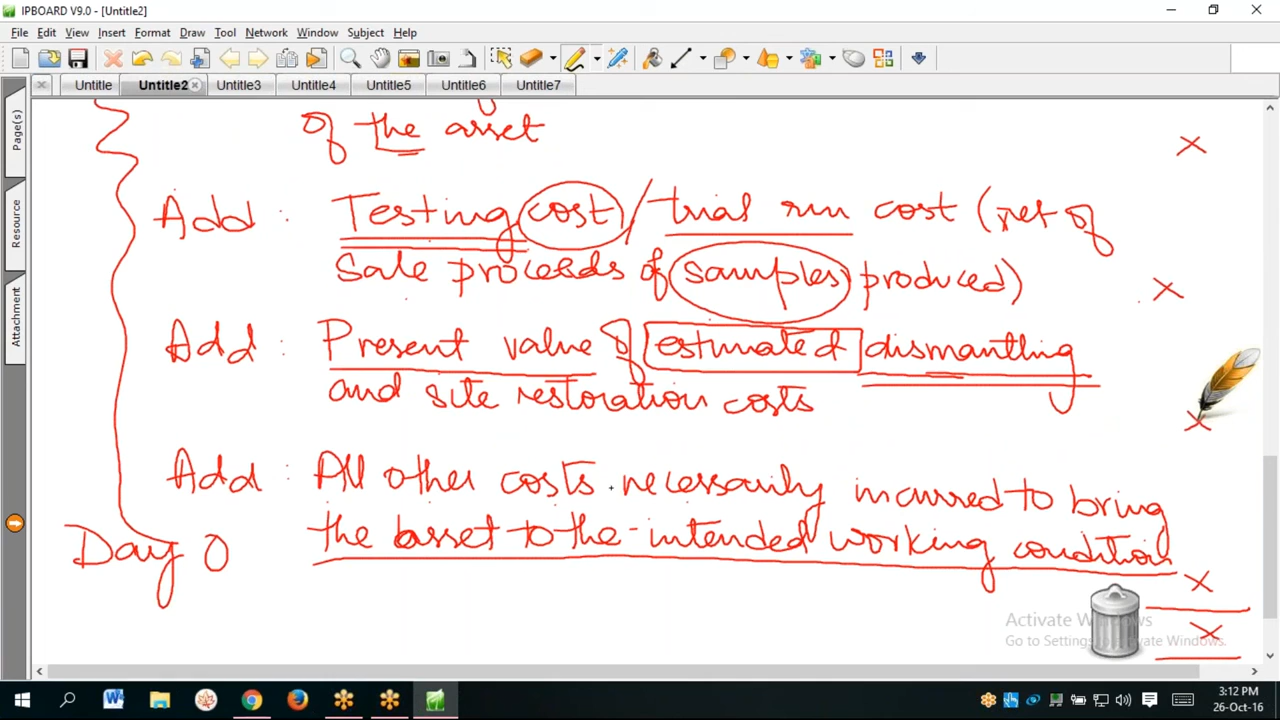 IPBOARD V9.0 - [Untitle2]
File Edit View Insert Format Draw Tool Network Window Subject Help
Untitle Untitle2 Untitle3 Untitle4 Untitle5 Untitle6 Untitle7
Page(s)
Resource
Attachment
of the asset x
Add : Testing cost / trial run cost (net of
sale proceeds of samples produced) x
Add : Present value of estimated dismantling
and site restoration costs x
Add : All other costs necessarily incurred to bring
the asset to the intended working condition
Day 0
x
x
Activate Windows
Go to Settings to activate Windows.
3:12 PM
26-Oct-16